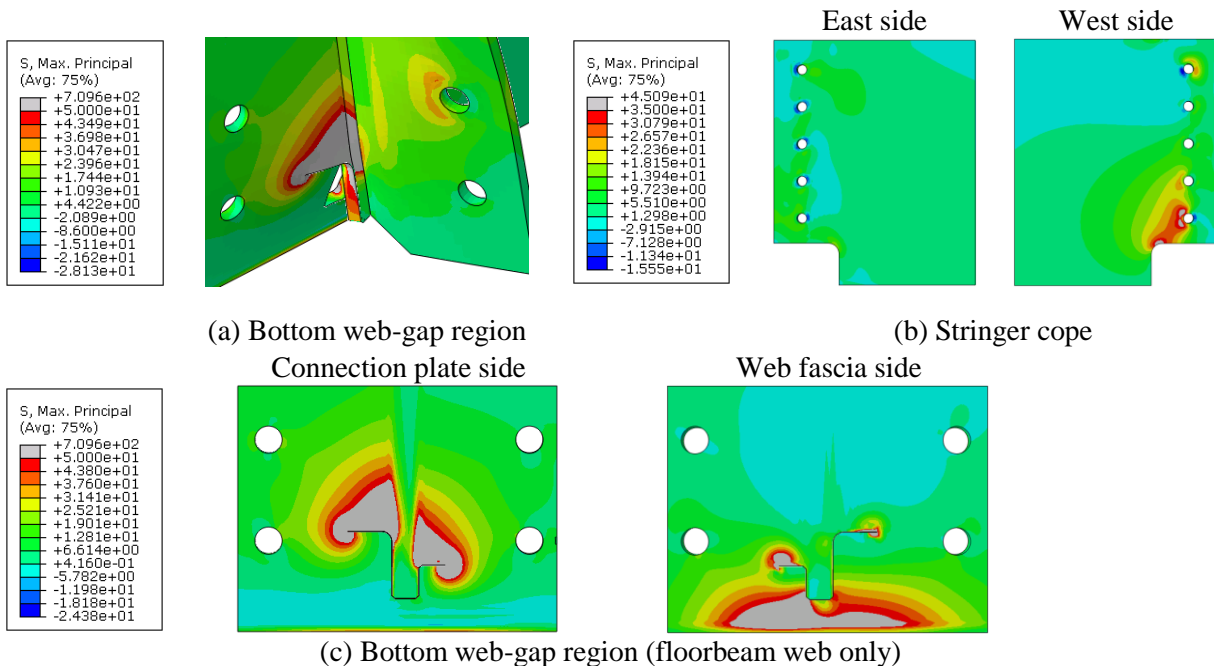 East side
West side
S, Max. Principal
(Avg: 75%)
+7.096e+02
+5.000e+01
+4.349e+01
+3.698e+01
+3.047e+01
+2.396e+01
+1.744e+01
+1.093e+01
+4.422e+00
-2.089e+00
-8.600e+00
-1.511e+01
-2.162e+01
-2.813e+01
S, Max. Principal
(Avg: 75%)
+4.509e+01
+3.500e+01
+3.079e+01
+2.657e+01
+2.236e+01
+1.815e+01
+1.394e+01
+9.723e+00
+5.510e+00
+1.298e+00
-2.915e+00
-7.128e+00
-1.134e+01
-1.555e+01
(a) Bottom web-gap region
(b) Stringer cope
Connection plate side
Web fascia side
S, Max. Principal
(Avg: 75%)
+7.096e+02
+5.000e+01
+4.380e+01
+3.760e+01
+3.141e+01
+2.521e+01
+1.901e+01
+1.281e+01
+6.614e+00
+4.160e-01
-5.782e+00
-1.198e+01
-1.818e+01
-2.438e+01
(c) Bottom web-gap region (floorbeam web only)